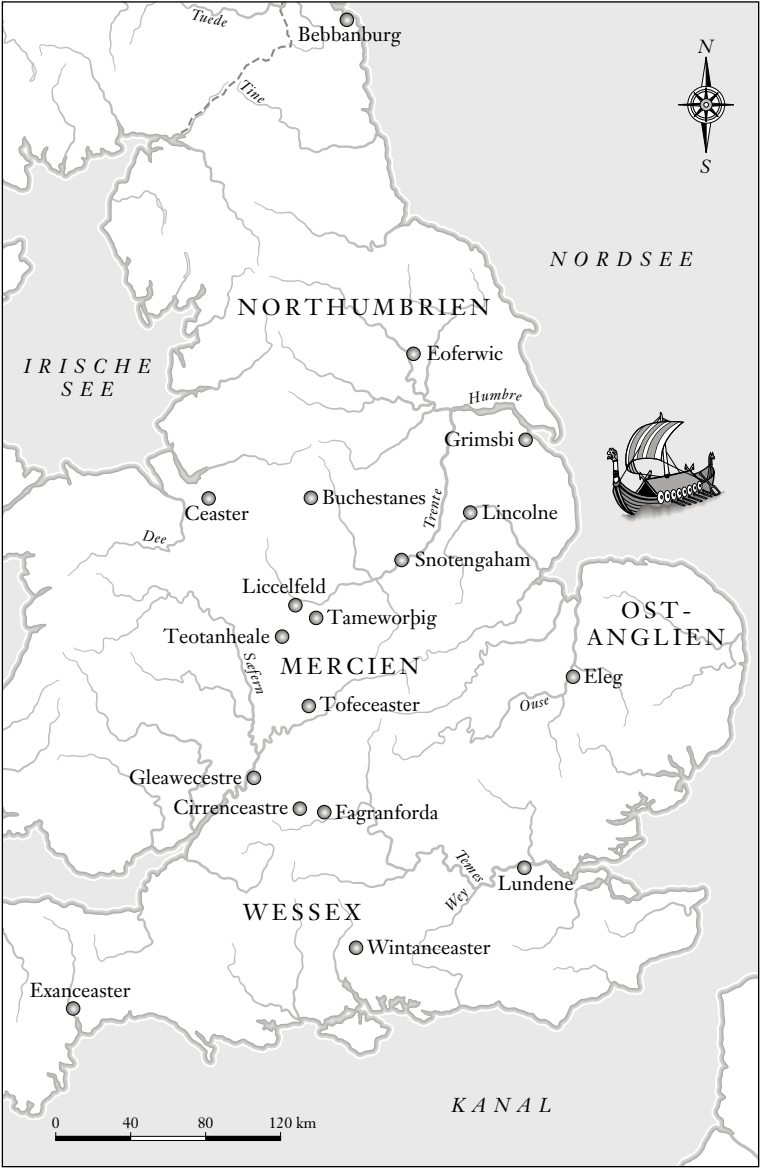 Tuede
Bebbanburg
Tine
N
S
NORDSEE
NORTHUMBRIEN
Eoferwic
IRISCHE
SEE
Humbre
Grimsbi
Ceaster
Buchestanes
Trente
Lincolne
Dee
Snotengaham
Liccelfeld
Tameworþig
Teotanheale
OST-
ANGLIEN
Sæfern
MERCIEN
Eleg
Tofeceaster
Ouse
Gleawecestre
Cirrenceastre
Fagranforda
Temes
Lundene
Wey
WESSEX
Wintanceaster
Exanceaster
KANAL
0 40 80 120 km